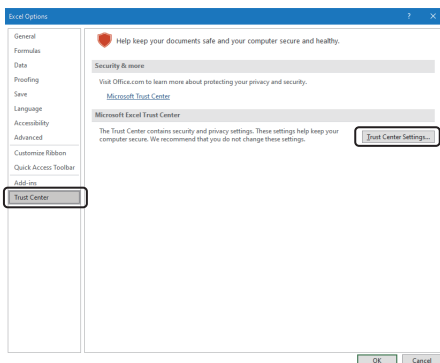 Excel Options ? ×
General
Formulas
Data
Proofing
Save
Language
Accessibility
Advanced
Customize Ribbon
Quick Access Toolbar
Add-ins
Trust Center
Help keep your documents safe and your computer secure and healthy.
Security & more
Visit Office.com to learn more about protecting your privacy and security.
Microsoft Trust Center
Microsoft Excel Trust Center
The Trust Center contains security and privacy settings. These settings help keep your
computer secure. We recommend that you do not change these settings.
Trust Center Settings...
OK Cancel